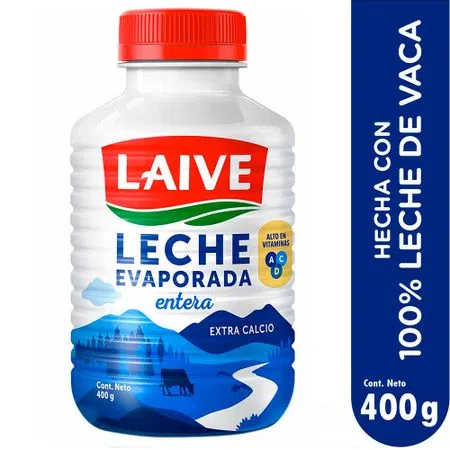 LAIVE
LECHE
EVAPORADA
entera
ALTO EN
VITAMINAS
A C
D
EXTRA CALCIO
Cont. Neto
400 g
HECHA CON
100% LECHE DE VACA
Cont. Neto
400 g